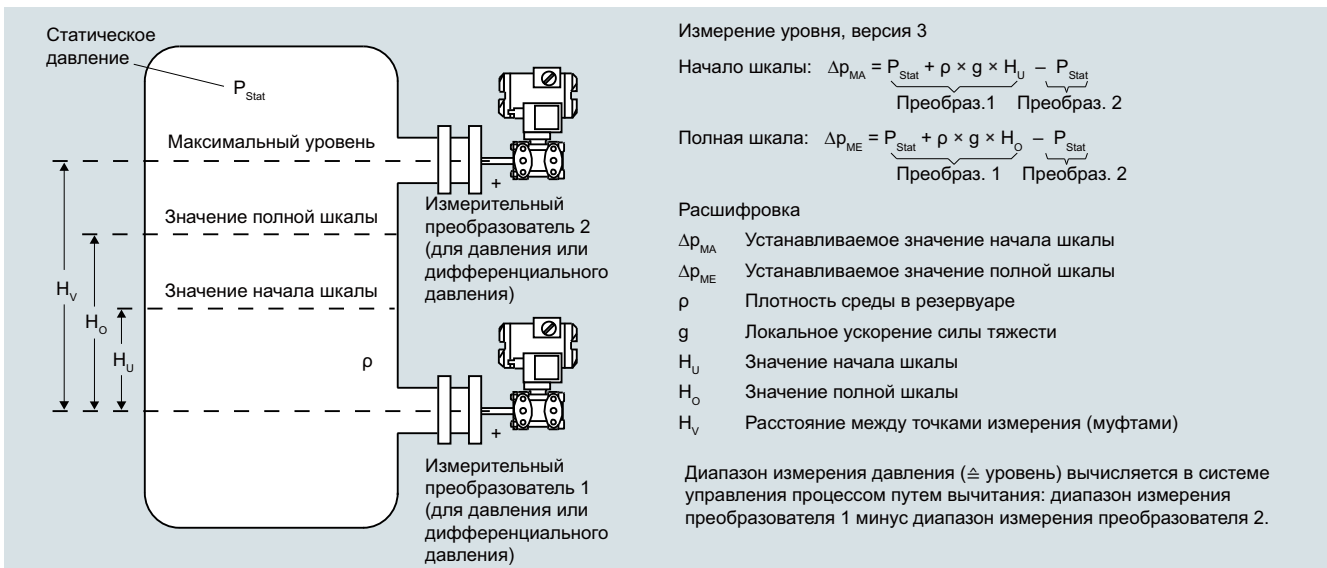 Статическое
давление
P_Stat
Максимальный уровень
Значение полной шкалы
Значение начала шкалы
H_V
H_O
H_U
ρ
+
Измерительный
преобразователь 2
(для давления или
дифференциального
давления)
+
Измерительный
преобразователь 1
(для давления или
дифференциального
давления)
Измерение уровня, версия 3
Начало шкалы: Δp_MA = P_Stat + ρ × g × H_U – P_Stat
Преобраз.1 Преобраз. 2
Полная шкала: Δp_ME = P_Stat + ρ × g × H_O – P_Stat
Преобраз. 1 Преобраз. 2
Расшифровка
Δp_MA Устанавливаемое значение начала шкалы
Δp_ME Устанавливаемое значение полной шкалы
ρ Плотность среды в резервуаре
g Локальное ускорение силы тяжести
H_U Значение начала шкалы
H_O Значение полной шкалы
H_V Расстояние между точками измерения (муфтами)
Диапазон измерения давления (≙ уровень) вычисляется в системе
управления процессом путем вычитания: диапазон измерения
преобразователя 1 минус диапазон измерения преобразователя 2.